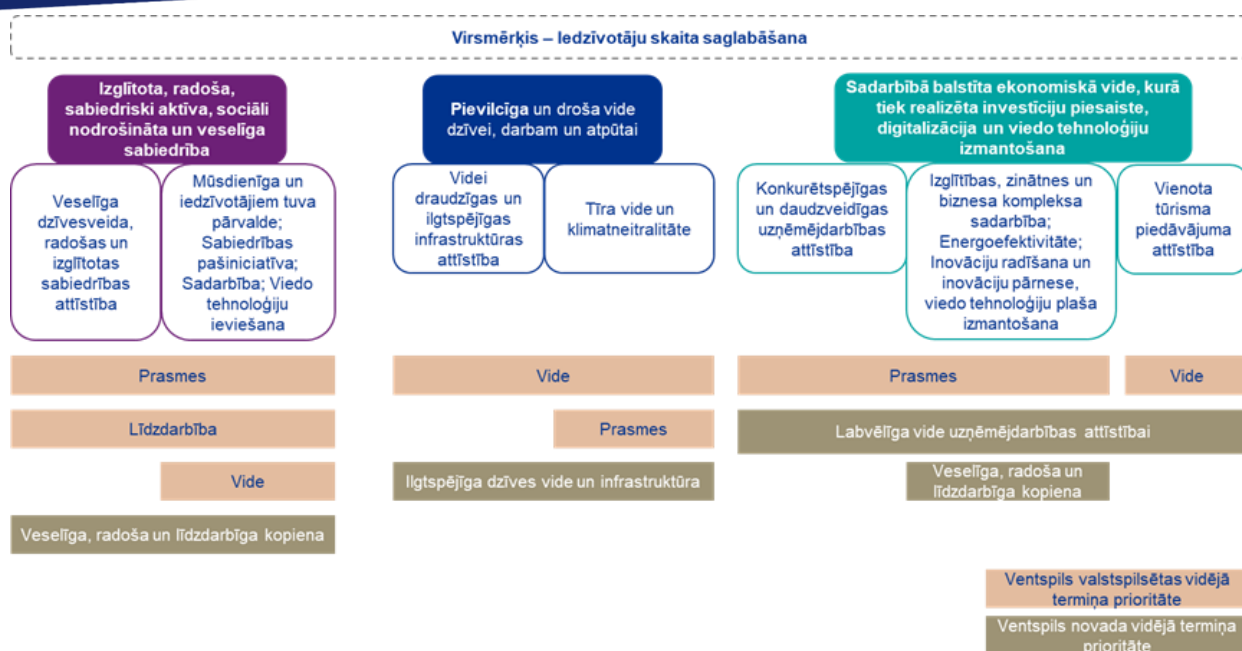 Virsmērķis – Iedzīvotāju skaita saglabāšana
Izglītota, radoša,
sabiedriski aktīva, sociāli
nodrošināta un veselīga
sabiedrība
Veselīga
dzīvesveida,
radošas un
izglītotas
sabiedrības
attīstība
Mūsdienīga un
iedzīvotājiem tuva
pārvalde;
Sabiedrības
pašiniciatīva;
Sadarbība; Viedo
tehnoloģiju
ieviešana
Prasmes
Līdzdarbība
Vide
Veselīga, radoša un līdzdarbīga kopiena
Pievilcīga un droša vide
dzīvei, darbam un atpūtai
Videi
draudzīgas un
ilgtspējīgas
infrastruktūras
attīstība
Tīra vide un
klimatneitralitāte
Vide
Prasmes
Ilgtspējīga dzīves vide un infrastruktūra
Sadarbībā balstīta ekonomiskā vide, kurā
tiek realizēta investīciju piesaiste,
digitalizācija un viedo tehnoloģiju
izmantošana
Konkurētspējīgas
un daudzveidīgas
uzņēmējdarbības
attīstība
Izglītības, zinātnes un
biznesa kompleksa
sadarbība;
Energoefektivitāte;
Inovāciju radīšana un
inovāciju pārnese,
viedo tehnoloģiju plaša
izmantošana
Vienota
tūrisma
piedāvājuma
attīstība
Prasmes
Vide
Labvēlīga vide uzņēmējdarbības attīstībai
Veselīga, radoša un
līdzdarbīga kopiena
Ventspils valstspilsētas vidējā
termiņa prioritāte
Ventspils novada vidējā termiņa
prioritāte